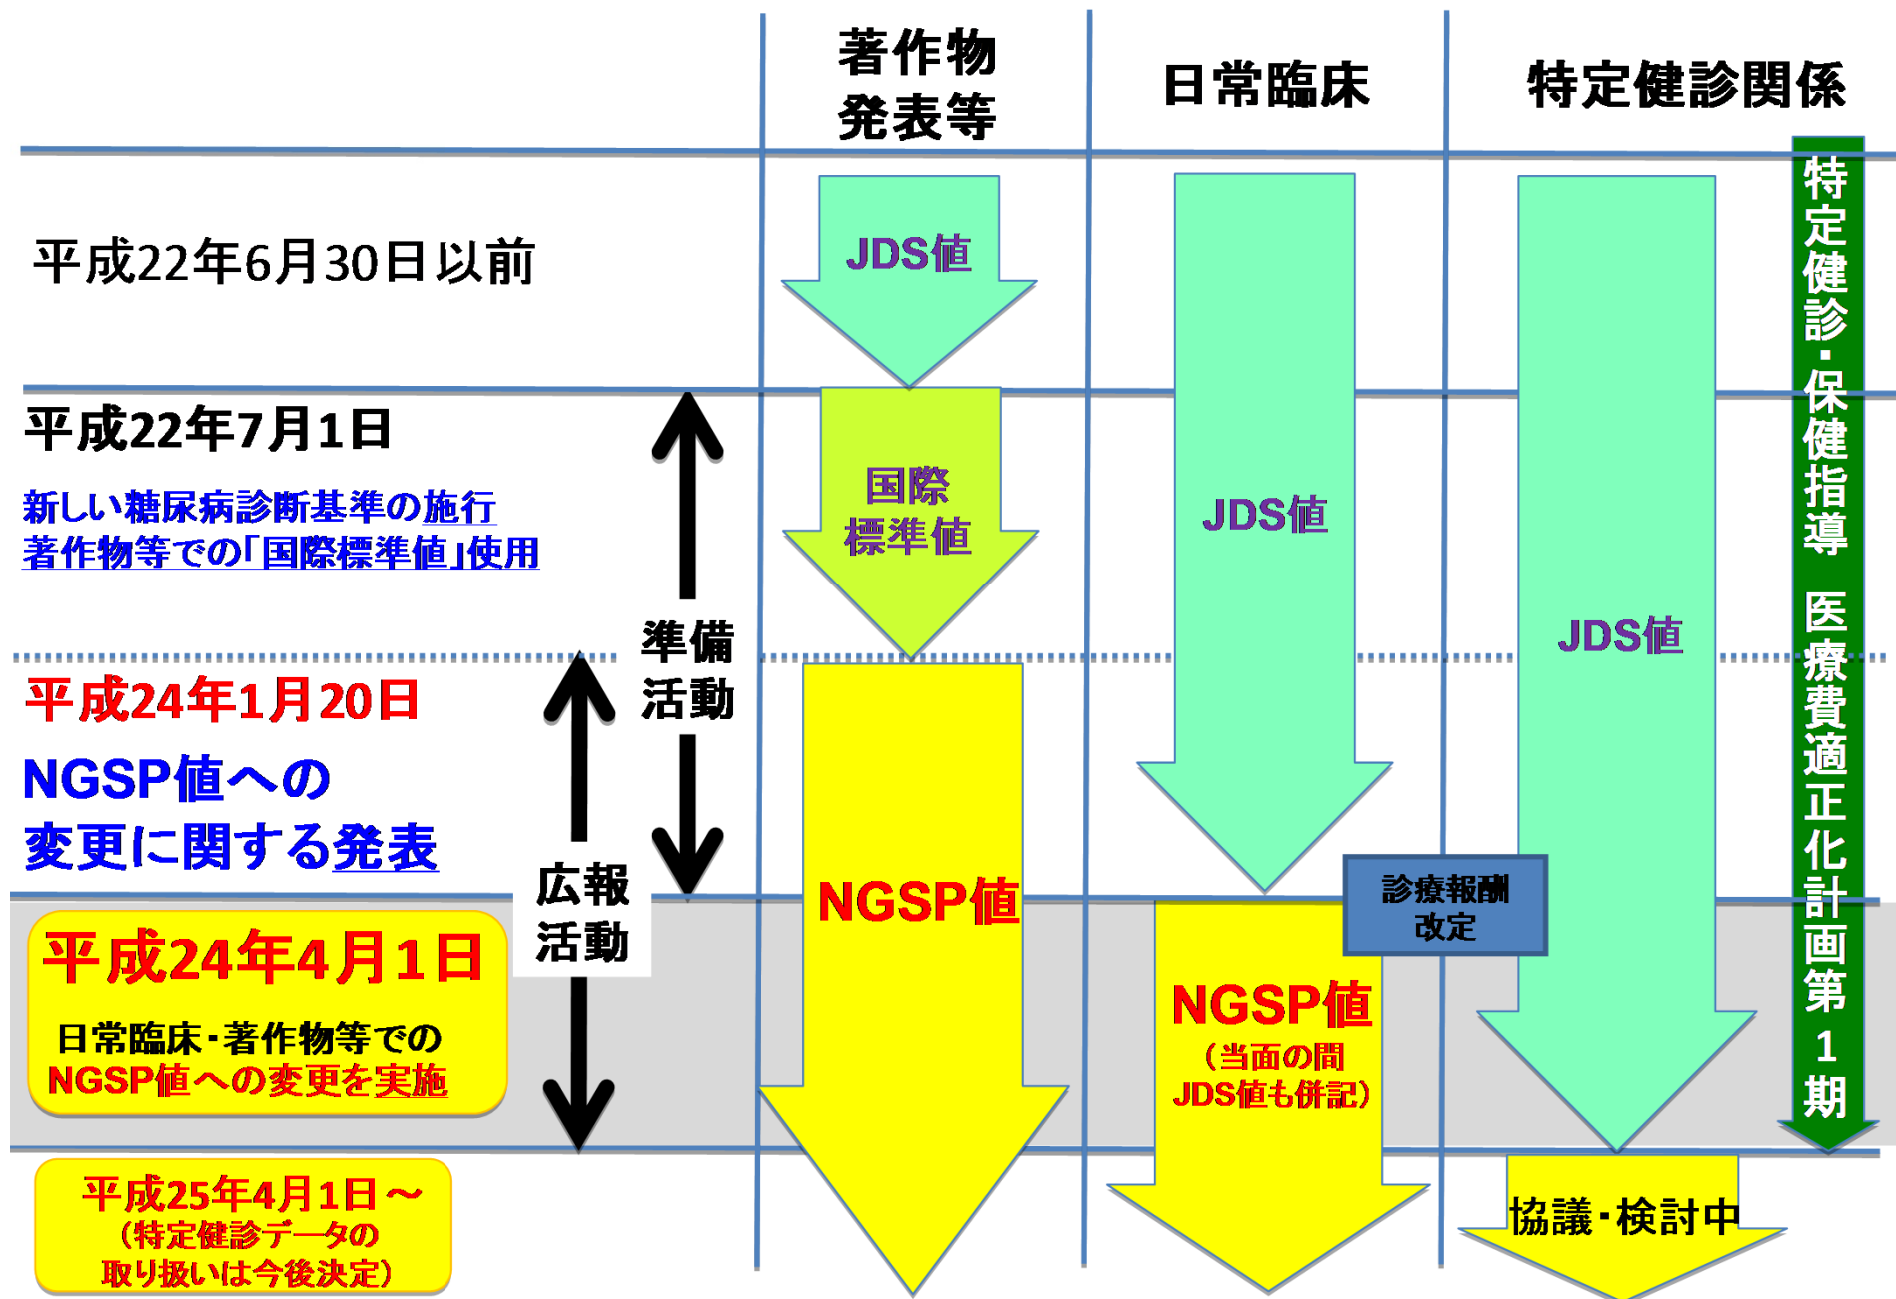 著作物
発表等
日常臨床
特定健診関係
平成22年6月30日以前
JDS値
JDS値
JDS値
特定健診・保健指導 医療費適正化計画第1期
平成22年7月1日
新しい糖尿病診断基準の施行
著作物等での「国際標準値」使用
国際
標準値
準備
活動
平成24年1月20日
NGSP値への
変更に関する発表
広報
活動
NGSP値
診療報酬
改定
平成24年4月1日
日常臨床・著作物等での
NGSP値への変更を実施
NGSP値
（当面の間
JDS値も併記）
平成25年4月1日～
（特定健診データの
取り扱いは今後決定）
協議・検討中